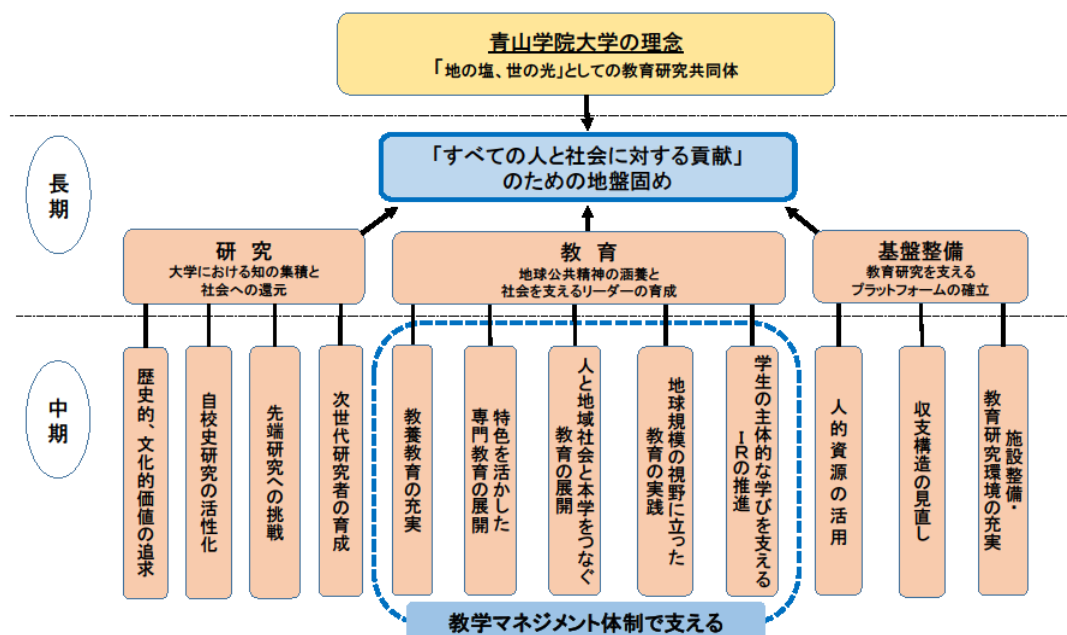 青山学院大学の理念
「地の塩、世の光」としての教育研究共同体
長期
「すべての人と社会に対する貢献」
のための地盤固め
研 究
大学における知の集積と
社会への還元
教 育
地球公共精神の涵養と
社会を支えるリーダーの育成
基盤整備
教育研究を支える
プラットフォームの確立
中期
歴史的、文化的価値の追求
自校史研究の活性化
先端研究への挑戦
次世代研究者の育成
教養教育の充実
特色を活かした
専門教育の展開
人と地域社会と本学をつなぐ
教育の展開
地球規模の視野に立った
教育の実践
学生の主体的な学びを支える
IRの推進
人的資源の活用
収支構造の見直し
施設整備・
教育研究環境の充実
教学マネジメント体制で支える